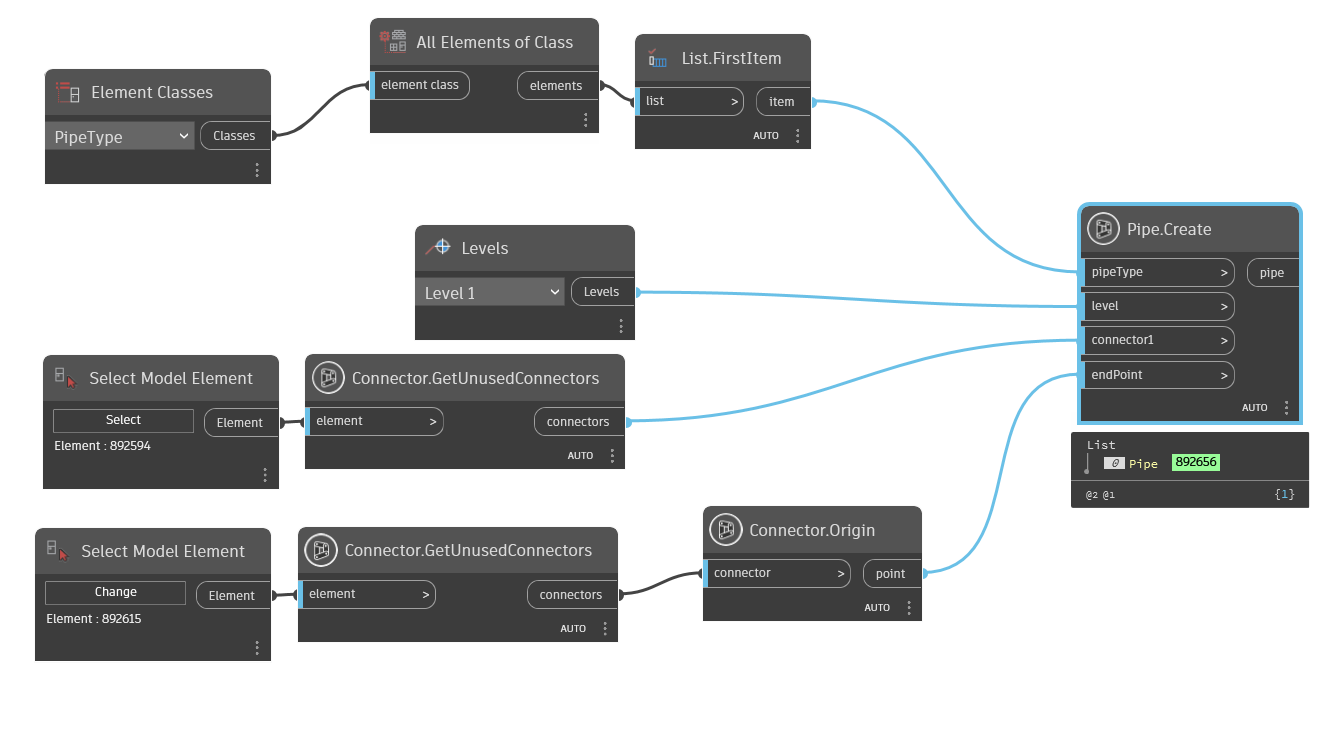 Element Classes
PipeType
Classes
All Elements of Class
element class
elements
List.FirstItem
list >
item
AUTO
Levels
Level 1
Levels
Select Model Element
Select
Element
Element : 892594
Connector.GetUnusedConnectors
element >
connectors
AUTO
Select Model Element
Change
Element
Element : 892615
Connector.GetUnusedConnectors
element >
connectors
AUTO
Connector.Origin
connector >
point
AUTO
Pipe.Create
pipeType >
pipe
level >
connector1 >
endPoint >
AUTO
List
0 Pipe 892656
@2 @1 {1}